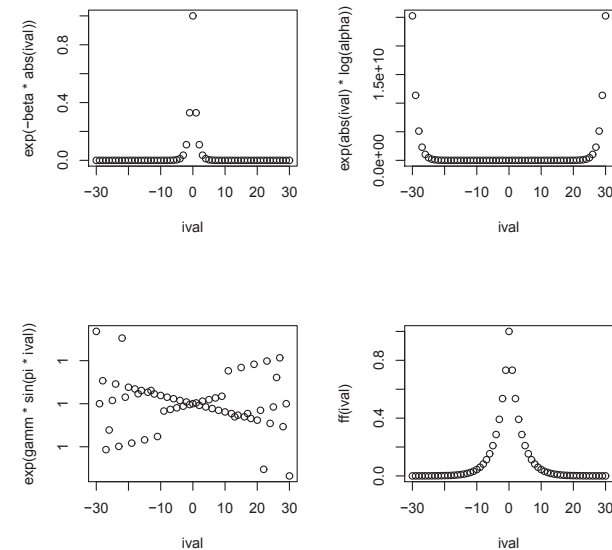 exp(−beta * abs(ival))
0.0 0.4 0.8
−30 −10 0 10 20 30
ival
exp(abs(ival) * log(alpha))
0.0e+00 1.5e+10
−30 −10 0 10 20 30
ival
exp(gamm * sin(pi * ival))
1 1 1
−30 −10 0 10 20 30
ival
ff(ival)
0.0 0.4 0.8
−30 −10 0 10 20 30
ival